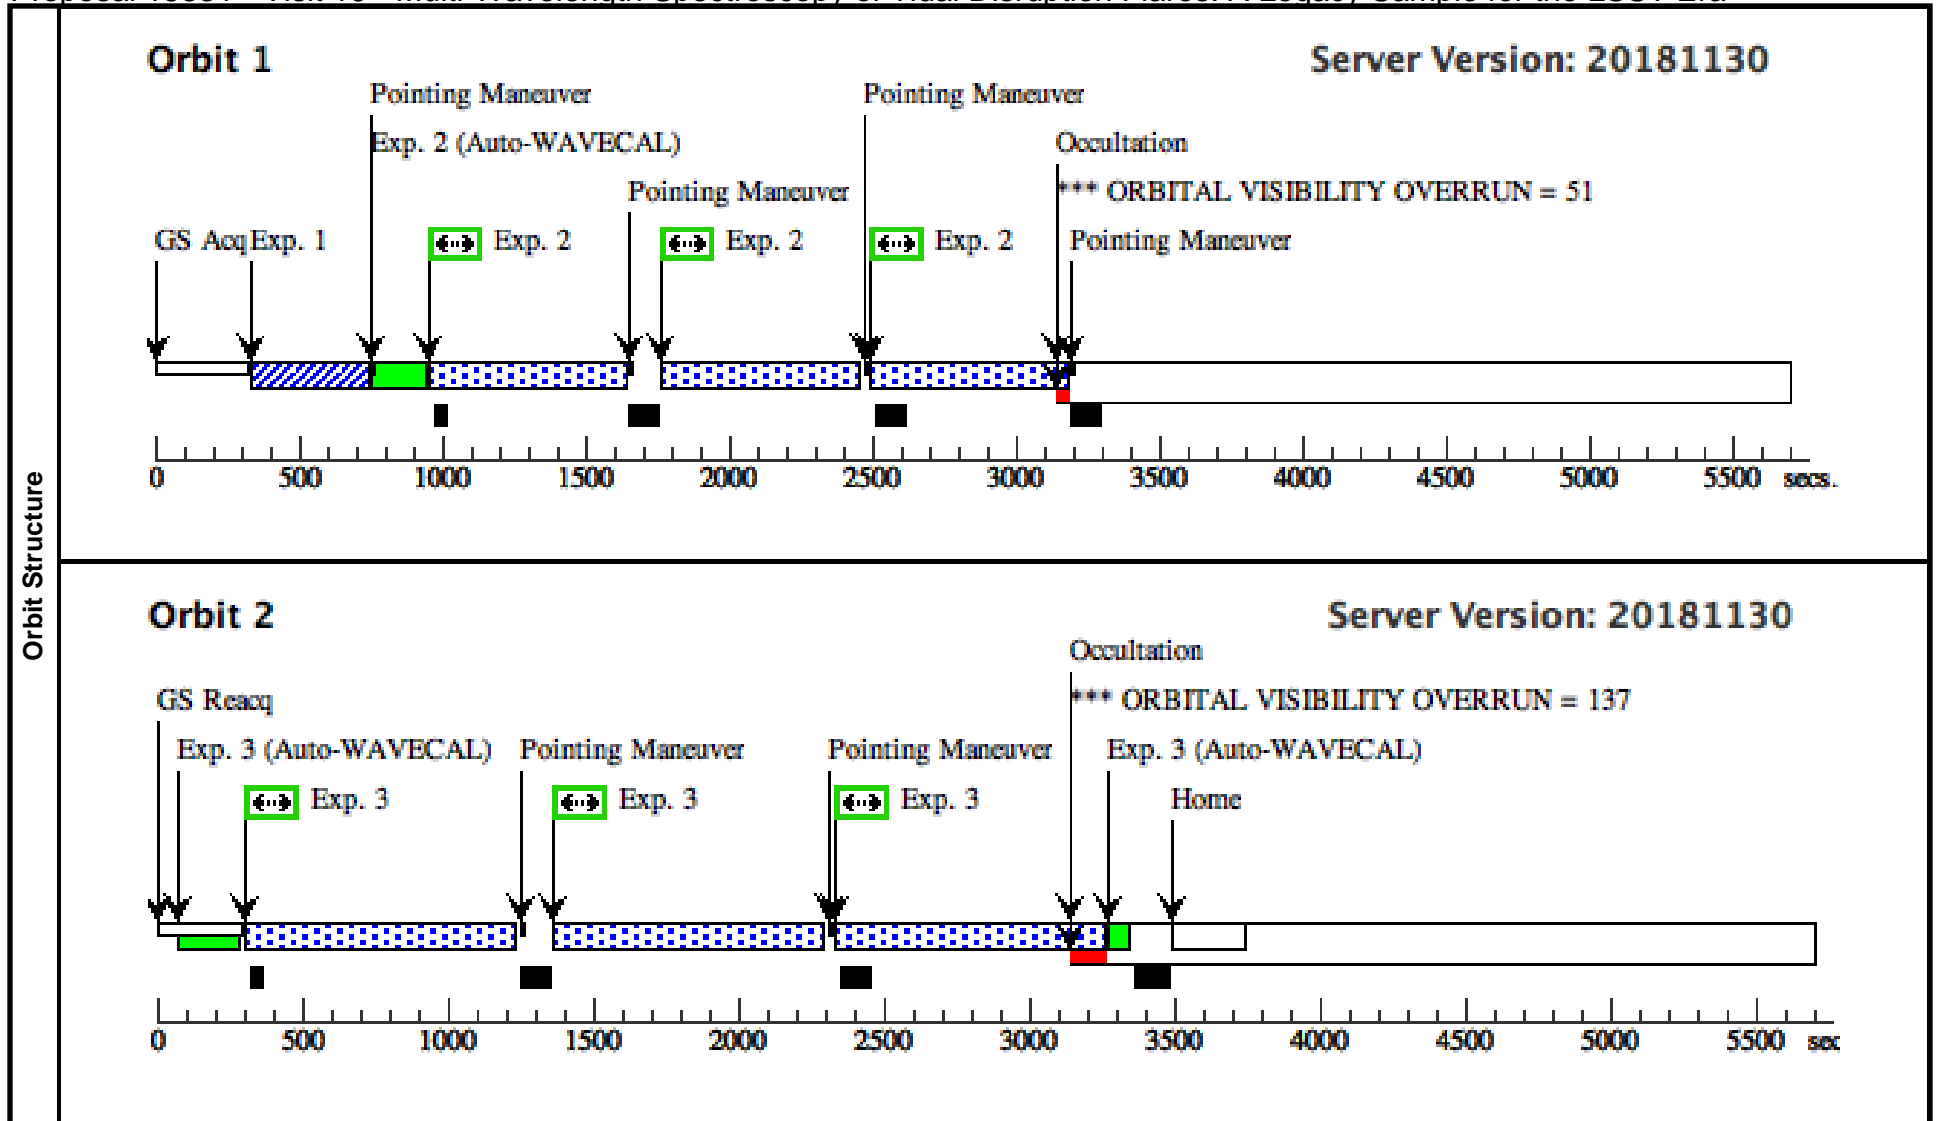 Orbit 1
Server Version: 20181130
Pointing Maneuver
Pointing Maneuver
Exp. 2 (Auto-WAVECAL)
Occultation
Pointing Maneuver
*** ORBITAL VISIBILITY OVERRUN = 51
GS Acq
Exp. 1
Exp. 2
Exp. 2
Exp. 2
Pointing Maneuver
0 500 1000 1500 2000 2500 3000 3500 4000 4500 5000 5500 secs.
Orbit Structure
Orbit 2
Server Version: 20181130
Occultation
GS Reacq
*** ORBITAL VISIBILITY OVERRUN = 137
Exp. 3 (Auto-WAVECAL)
Pointing Maneuver
Pointing Maneuver
Exp. 3 (Auto-WAVECAL)
Exp. 3
Exp. 3
Exp. 3
Home
0 500 1000 1500 2000 2500 3000 3500 4000 4500 5000 5500 sec